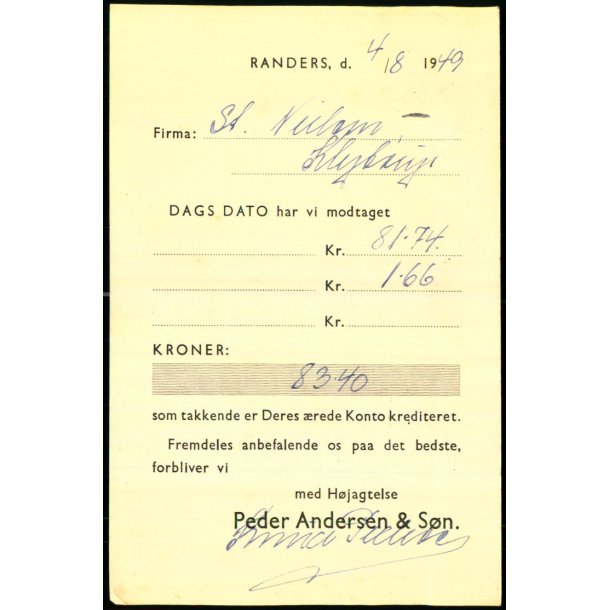 RANDERS, d. 4/8 1949
Firma: St. Nielsen –
DAGS DATO har vi modtaget
Kr. 81.74.
Kr. 1.66
Kr.
KRONER:
83.40
som takkende er Deres ærede Konto krediteret.
Fremdeles anbefalende os paa det bedste,
forbliver vi
med Højagtelse
Peder Andersen & Søn.